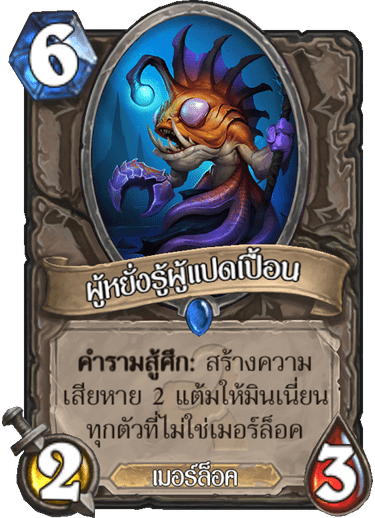 6
ผู้หยั่งรู้ผู้แปดเปื้อน
คำรามสู้ศึก: สร้างความ
เสียหาย 2 แต้มให้มินเนี่ยน
ทุกตัวที่ไม่ใช่เมอร์ล็อค
2
เมอร์ล็อค
3